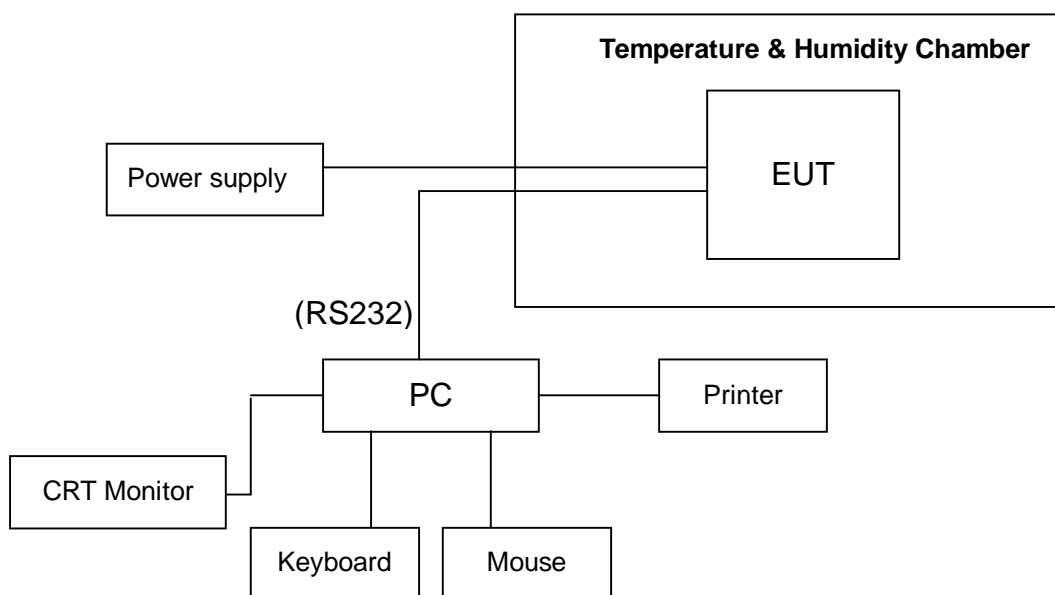 Temperature & Humidity Chamber
EUT
Power supply
(RS232)
PC
Printer
CRT Monitor
Keyboard
Mouse